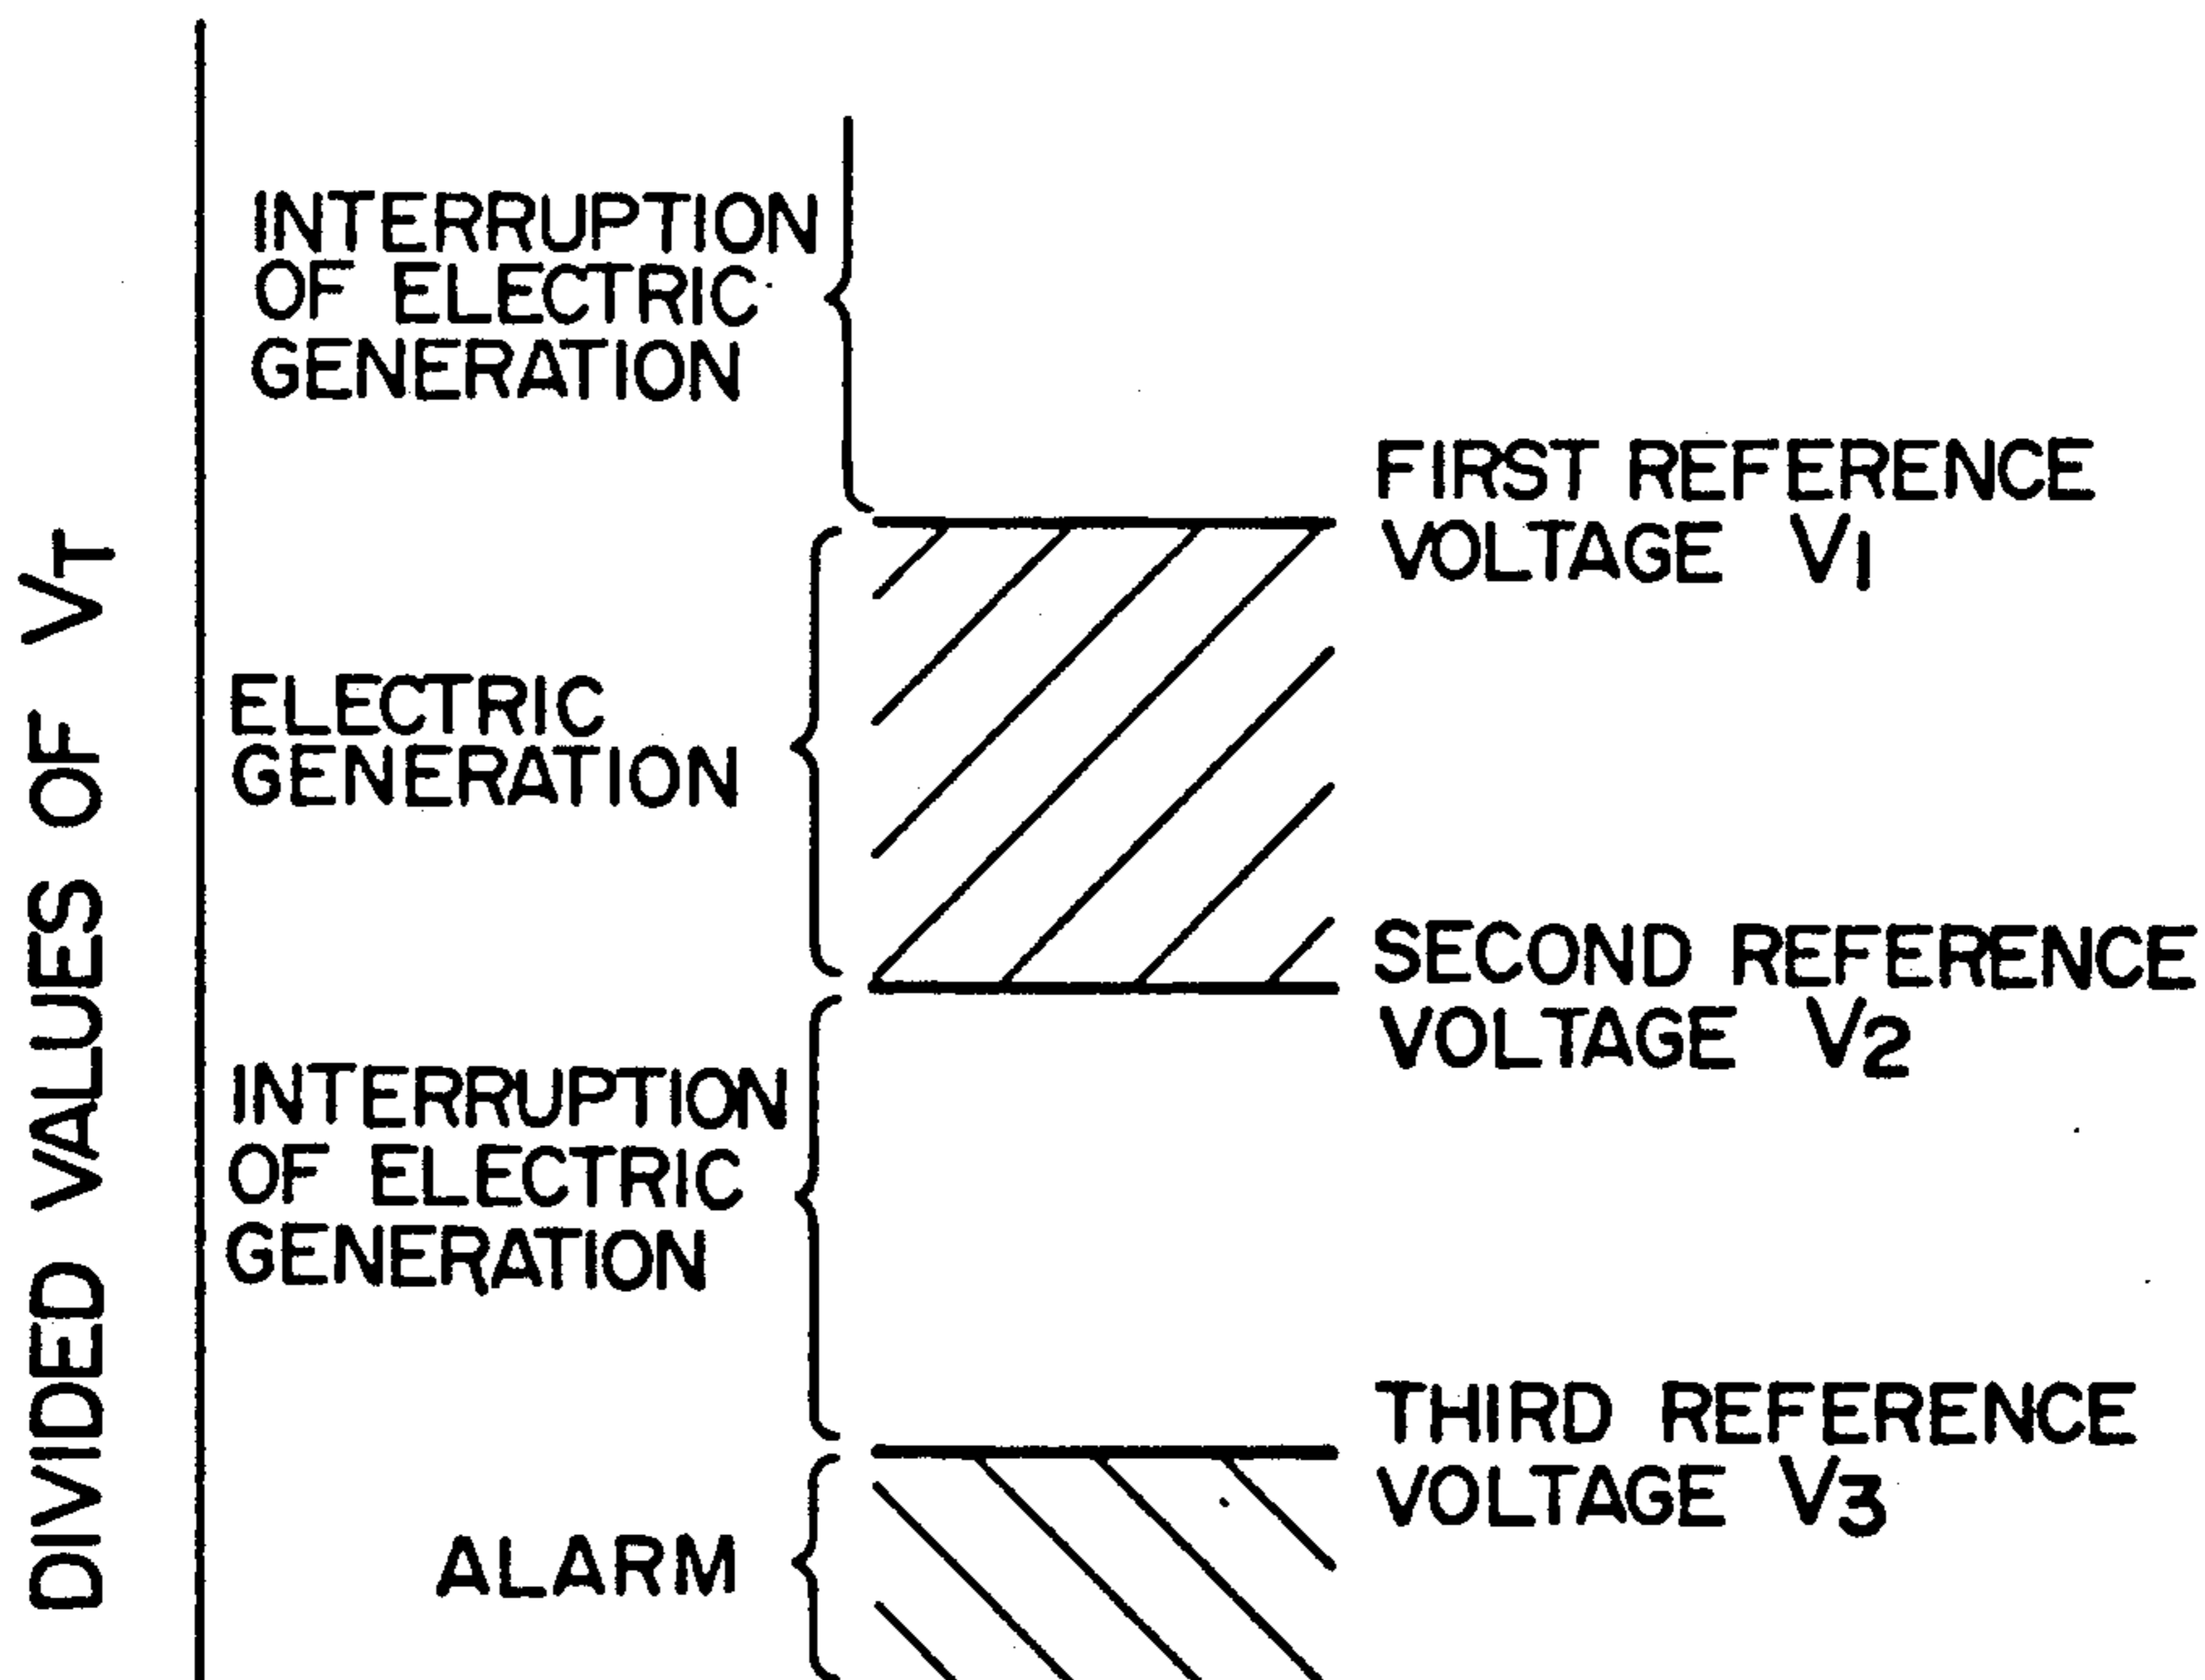 DIVIDED VALUES OF VT
INTERRUPTION
OF ELECTRIC
GENERATION
FIRST REFERENCE
VOLTAGE V1
ELECTRIC
GENERATION
SECOND REFERENCE
VOLTAGE V2
INTERRUPTION
OF ELECTRIC
GENERATION
THIRD REFERENCE
VOLTAGE V3
ALARM